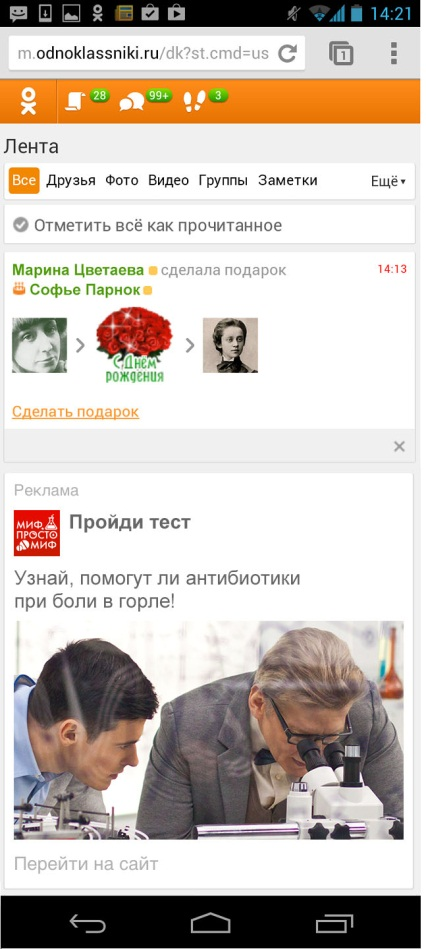 14:21
m.odnoklassniki.ru/dk?st.cmd=us
1
28
99+
3
Лента
Все Друзья Фото Видео Группы Заметки Ещё
Отметить всё как прочитанное
Марина Цветаева сделала подарок 14:13
Софье Парнок
С Днем
рождения
Сделать подарок
Реклама
МИФ
ПРОСТО
МИФ
Пройди тест
Узнай, помогут ли антибиотики
при боли в горле!
Перейти на сайт